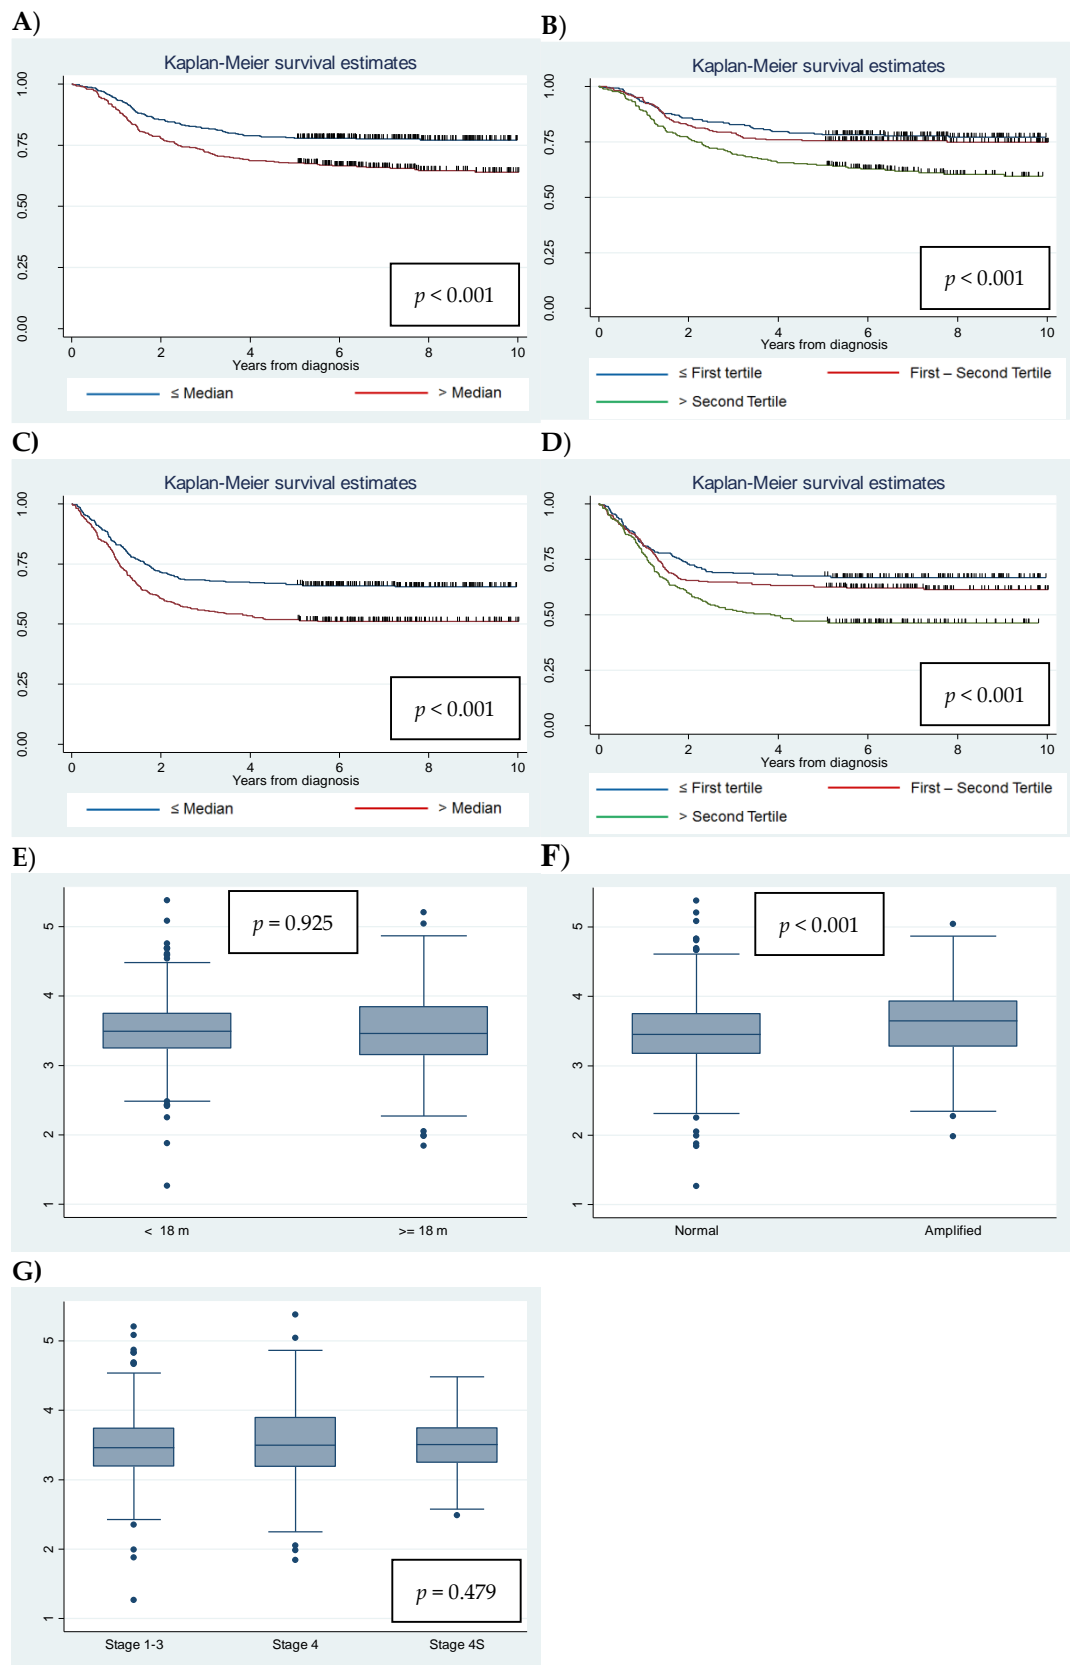 A)
Kaplan-Meier survival estimates
1.00
0.75
0.50
0.25
0.00
p < 0.001
0 2 4 6 8 10
Years from diagnosis
≤ Median > Median
B)
Kaplan-Meier survival estimates
1.00
0.75
0.50
0.25
0.00
p < 0.001
0 2 4 6 8 10
Years from diagnosis
≤ First tertile First – Second Tertile
> Second Tertile
C)
Kaplan-Meier survival estimates
1.00
0.75
0.50
0.25
0.00
p < 0.001
0 2 4 6 8 10
Years from diagnosis
≤ Median > Median
D)
Kaplan-Meier survival estimates
1.00
0.75
0.50
0.25
0.00
p < 0.001
0 2 4 6 8 10
Years from diagnosis
≤ First tertile First – Second Tertile
> Second Tertile
E)
p = 0.925
5
4
3
2
1
< 18 m >= 18 m
F)
p < 0.001
5
4
3
2
1
Normal Amplified
G)
5
4
3
2
1
p = 0.479
Stage 1-3 Stage 4 Stage 4S